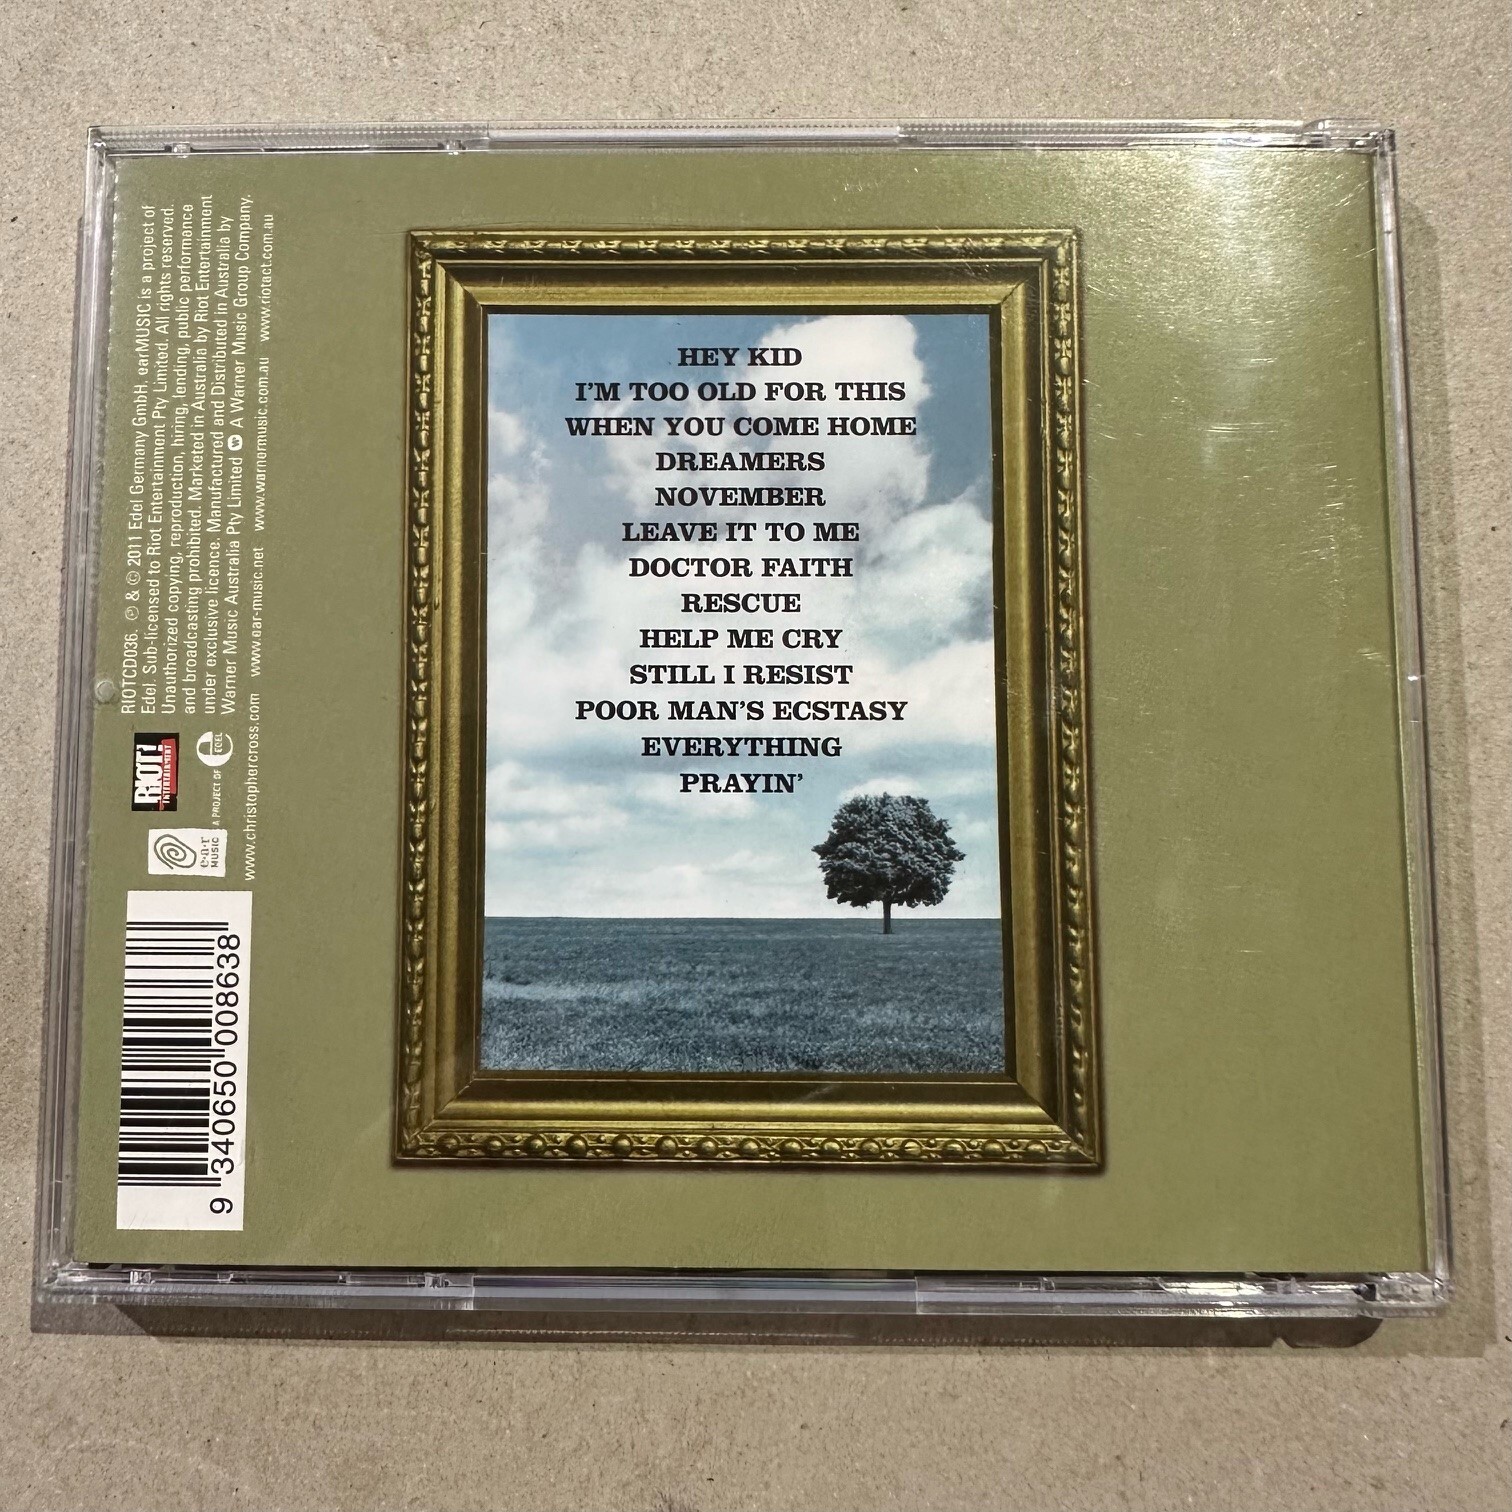 HEY KID
I'M TOO OLD FOR THIS
WHEN YOU COME HOME
DREAMERS
NOVEMBER
LEAVE IT TO ME
DOCTOR FAITH
RESCUE
HELP ME CRY
STILL I RESIST
POOR MAN'S ECSTASY
EVERYTHING
PRAYIN'
RIOTCD036. ℗ & © 2011 Edel Germany GmbH. earMUSIC is a project of
Edel. Sub-licensed to Riot Entertainment Pty Limited. All rights reserved.
Unauthorized copying, reproduction, hiring, lending, public performance
and broadcasting prohibited. Marketed in Australia by Riot Entertainment
under exclusive licence. Manufactured and Distributed in Australia by
Warner Music Australia Pty Limited A Warner Music Group Company.
www.christophercross.com www.ear-music.net www.warnermusic.com.au www.riotact.com.au
RIOT!
ENTERTAINMENT
e·a·r
MUSIC
A PROJECT OF
EDEL
9 340650 008638